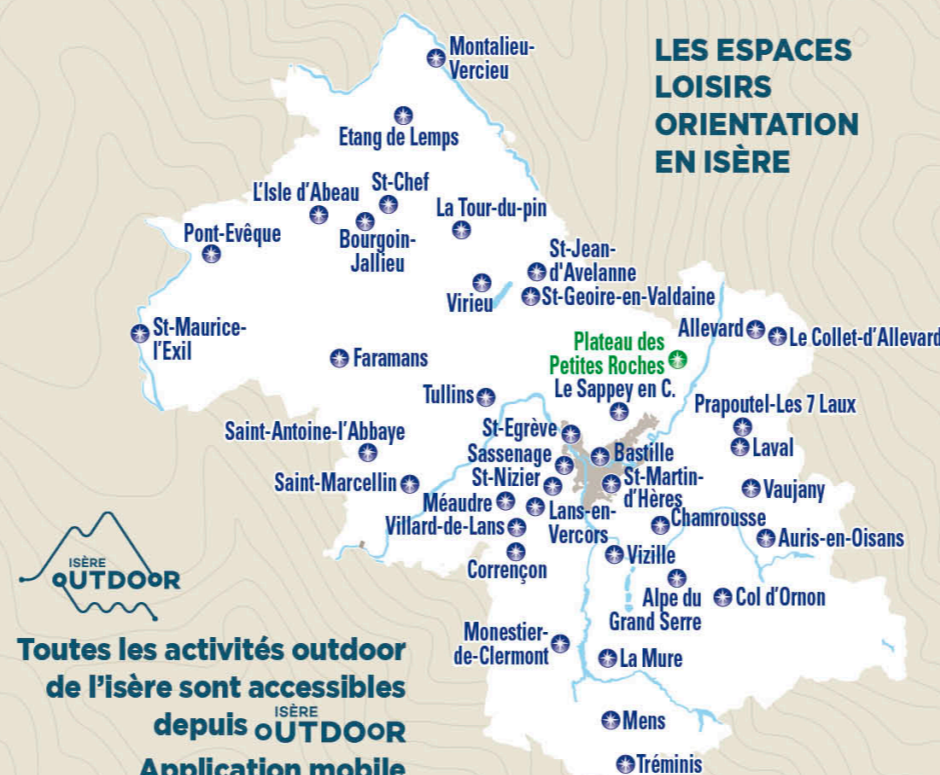 LES ESPACES
LOISIRS
ORIENTATION
EN ISÈRE
Montalieu-
Vercieu
Etang de Lemps
St-Chef
L'Isle d'Abeau
Bourgoin-
Jallieu
La Tour-du-pin
Pont-Evêque
St-Jean-
d'Avelanne
Virieu
St-Geoire-en-Valdaine
St-Maurice-
l'Exil
Faramans
Plateau des
Petites Roches
Allevard
Le Collet-d'Allevard
Tullins
Le Sappey en C.
Prapoutel-Les 7 Laux
Saint-Antoine-l'Abbaye
St-Egrève
Sassenage
Bastille
Laval
Saint-Marcellin
St-Nizier
St-Martin-
d'Hères
Vaujany
Méaudre
Lans-en-
Vercors
Villard-de-Lans
Chamrousse
Auris-en-Oisans
Corrençon
Vizille
Alpe du
Grand Serre
Col d'Ornon
Monestier-
de-Clermont
La Mure
Mens
Tréminis
ISÈRE
OUTDOOR
Toutes les activités outdoor
de l'isère sont accessibles
depuis ISÈRE OUTDOOR
Application mobile